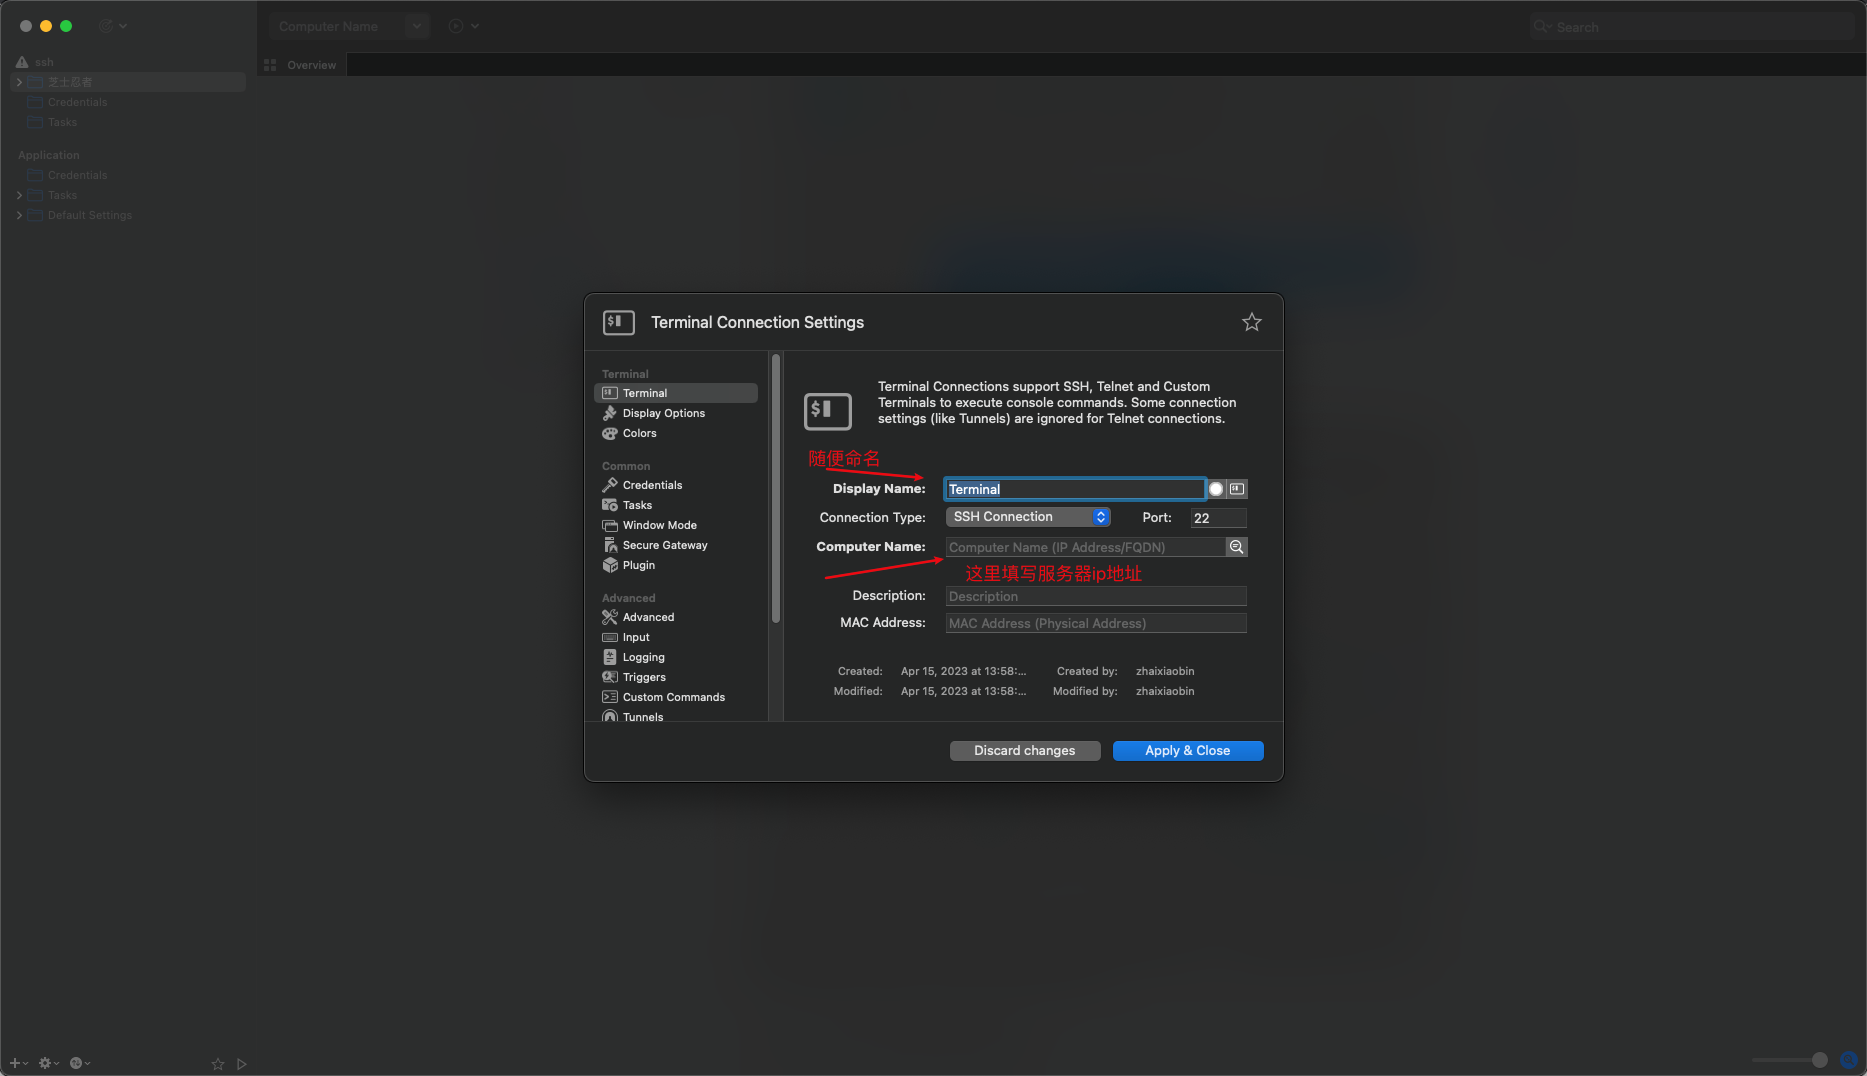 Computer Name
Search
ssh
芝士忍者
Credentials
Tasks
Application
Credentials
Tasks
Default Settings
Overview
Terminal Connection Settings
Terminal
Terminal
Display Options
Colors
Common
Credentials
Tasks
Window Mode
Secure Gateway
Plugin
Advanced
Advanced
Input
Logging
Triggers
Custom Commands
Tunnels
Terminal Connections support SSH, Telnet and Custom
Terminals to execute console commands. Some connection
settings (like Tunnels) are ignored for Telnet connections.
随便命名
Display Name: Terminal
Connection Type: SSH Connection Port: 22
Computer Name: Computer Name (IP Address/FQDN)
这里填写服务器ip地址
Description: Description
MAC Address: MAC Address (Physical Address)
Created: Apr 15, 2023 at 13:58:... Created by: zhaixiaobin
Modified: Apr 15, 2023 at 13:58:... Modified by: zhaixiaobin
Discard changes Apply & Close